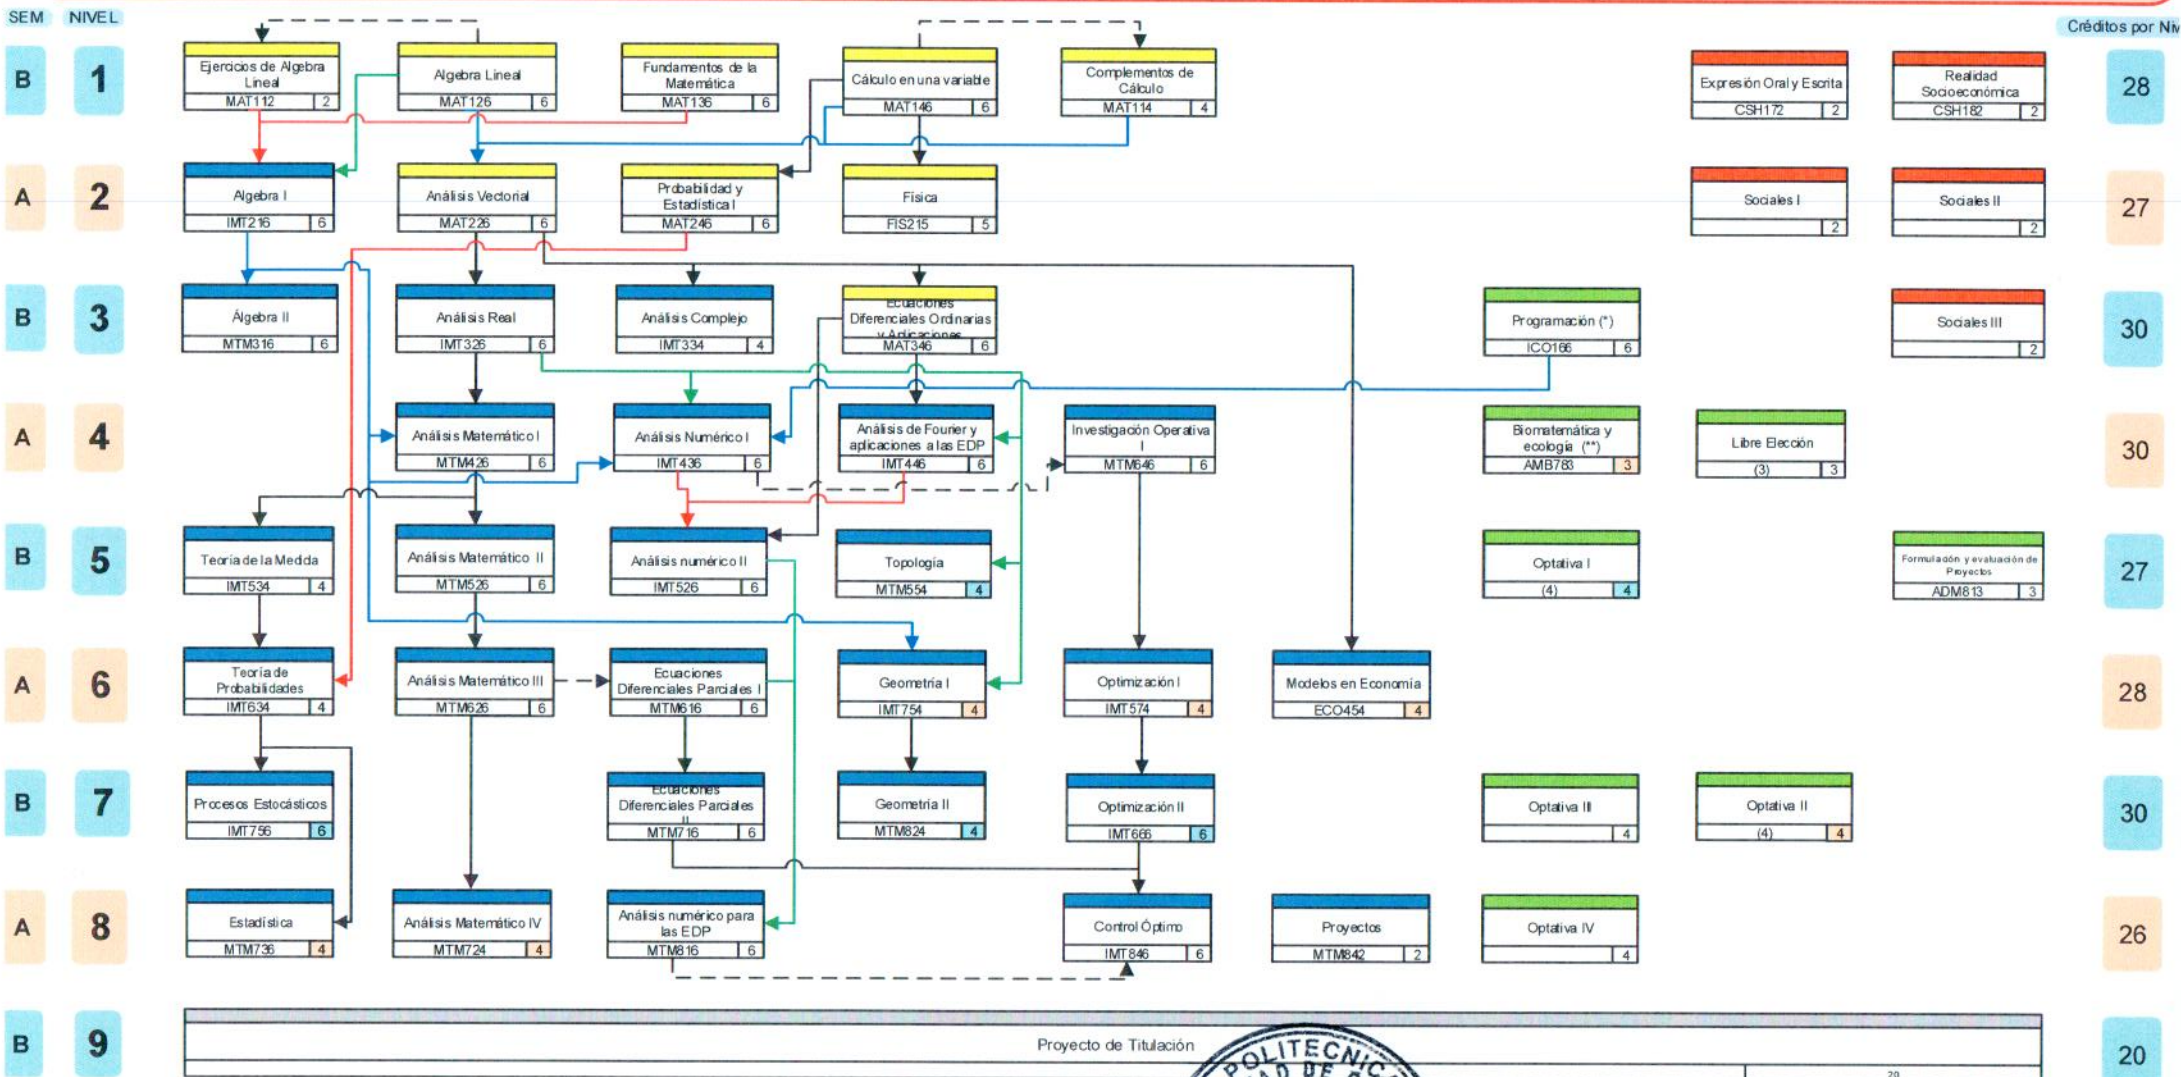 SEM NIVEL
Créditos por Niv
B 1
Ejercicios de Algebra
Lineal
MAT112 2
Algebra Lineal
MAT126 6
Fundamentos de la
Matemática
MAT136 6
Cálculo en una variable
MAT146 6
Complementos de
Cálculo
MAT114 4
Expresión Oral y Escrita
CSH172 2
Realidad
Socioeconómica
CSH182 2
28
A 2
Algebra I
IMT216 6
Análisis Vectorial
MAT226 6
Probabilidad y
Estadística I
MAT246 6
Física
FIS215 5
Sociales I
2
Sociales II
2
27
B 3
Álgebra II
MTM316 6
Análisis Real
IMT326 6
Análisis Complejo
IMT334 4
Ecuaciones
Diferenciales Ordinarias
y Aplicaciones
MAT346 6
Programación (*)
ICO166 6
Sociales III
2
30
A 4
Análisis Matemático I
MTM426 6
Análisis Numérico I
IMT436 6
Análisis de Fourier y
aplicaciones a las EDP
IMT446 6
Investigación Operativa
I
MTM646 6
Biomatemática y
ecología (**)
AMB783 3
Libre Elección
(3) 3
30
B 5
Teoría de la Medida
IMT534 4
Análisis Matemático II
MTM526 6
Análisis numérico II
IMT526 6
Topología
MTM554 4
Optativa I
(4) 4
Formulación y evaluación de
Proyectos
ADM813 3
27
A 6
Teoría de
Probabilidades
IMT634 4
Análisis Matemático III
MTM626 6
Ecuaciones
Diferenciales Parciales I
MTM616 6
Geometría I
IMT754 4
Optimización I
IMT574 4
Modelos en Economía
ECO454 4
28
B 7
Procesos Estocásticos
IMT756 6
Ecuaciones
Diferenciales Parciales
II
MTM716 6
Geometría II
MTM824 4
Optimización II
IMT666 6
Optativa III
4
Optativa II
(4) 4
30
A 8
Estadística
MTM736 4
Análisis Matemático IV
MTM724 4
Análisis numérico para
las EDP
MTM816 6
Control Óptimo
IMT846 6
Proyectos
MTM842 2
Optativa IV
4
26
B 9
Proyecto de Titulación
20
20
POLITECNICA